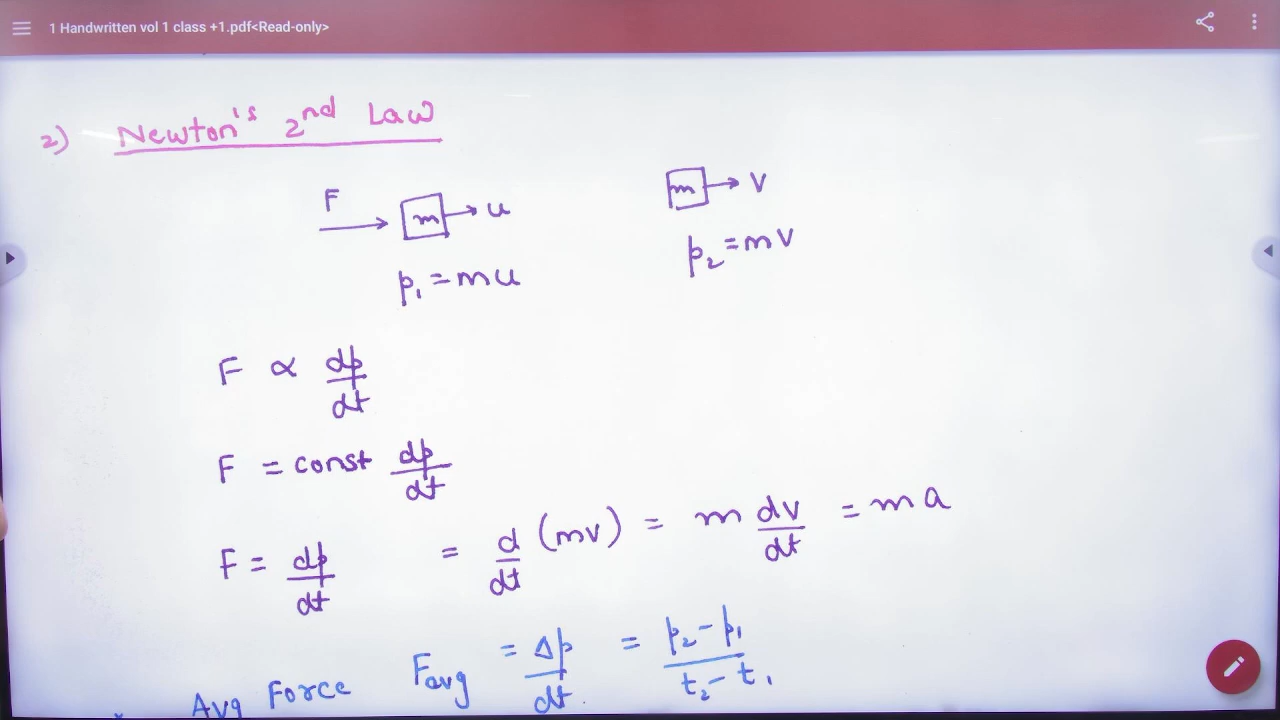 1 Handwritten vol 1 class +1.pdf<Read-only>
2) Newton's 2nd Law
F m → u
m → v
p₁ = mu
p₂ = mv
F ∝ dp/dt
F = const dp/dt
F = dp/dt = d/dt (mv) = m dv/dt = ma
Avg Force Favg = Δp/dt = p₂ - p₁/t₂ - t₁